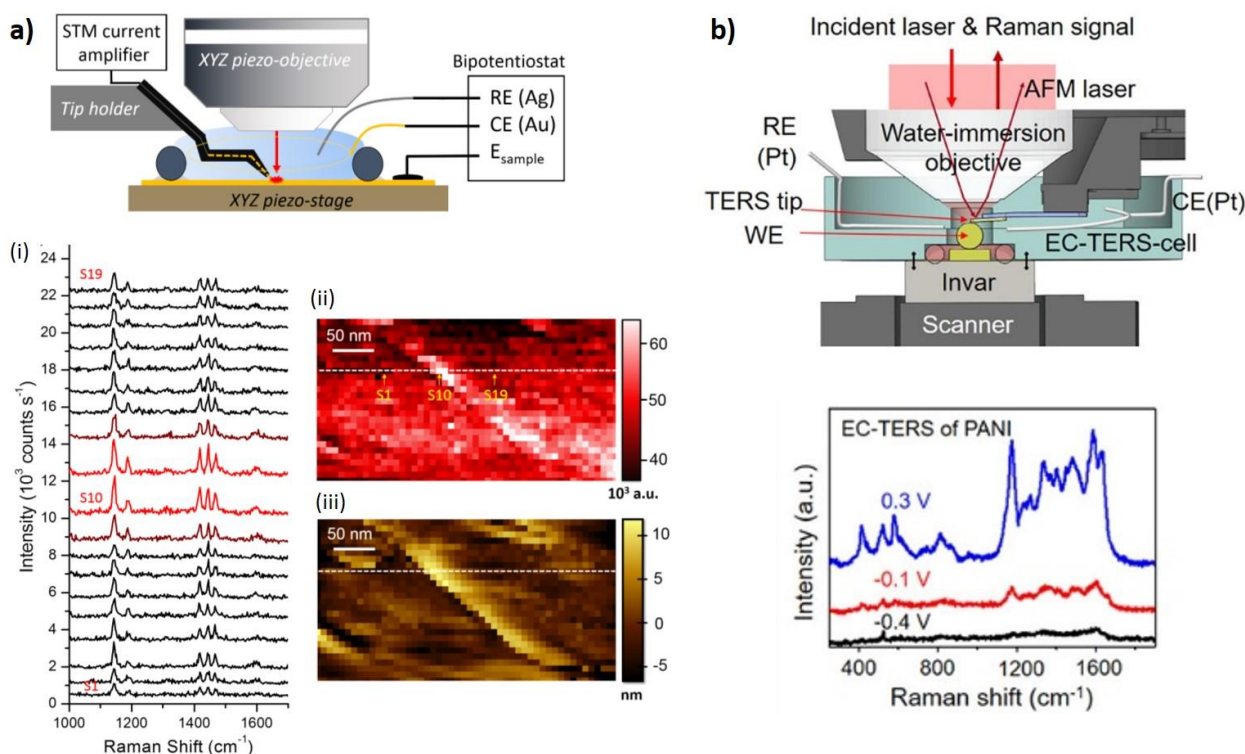 a)
STM current
amplifier
XYZ piezo-objective
Tip holder
Bipotentiostat
RE (Ag)
CE (Au)
E_sample
XYZ piezo-stage
(i)
S19
S10
S1
24
22
20
18
16
14
12
10
8
6
4
2
0
Intensity (10³ counts s⁻¹)
1000 1200 1400 1600
Raman Shift (cm⁻¹)
(ii)
50 nm
S1 S10 S19
60
50
40
10³ a.u.
(iii)
50 nm
10
5
0
-5
nm
b)
Incident laser & Raman signal
AFM laser
RE
(Pt)
Water-immersion
objective
TERS tip
CE(Pt)
WE
EC-TERS-cell
Invar
Scanner
EC-TERS of PANI
0.3 V
-0.1 V
-0.4 V
Intensity (a.u.)
400 800 1200 1600
Raman shift (cm⁻¹)